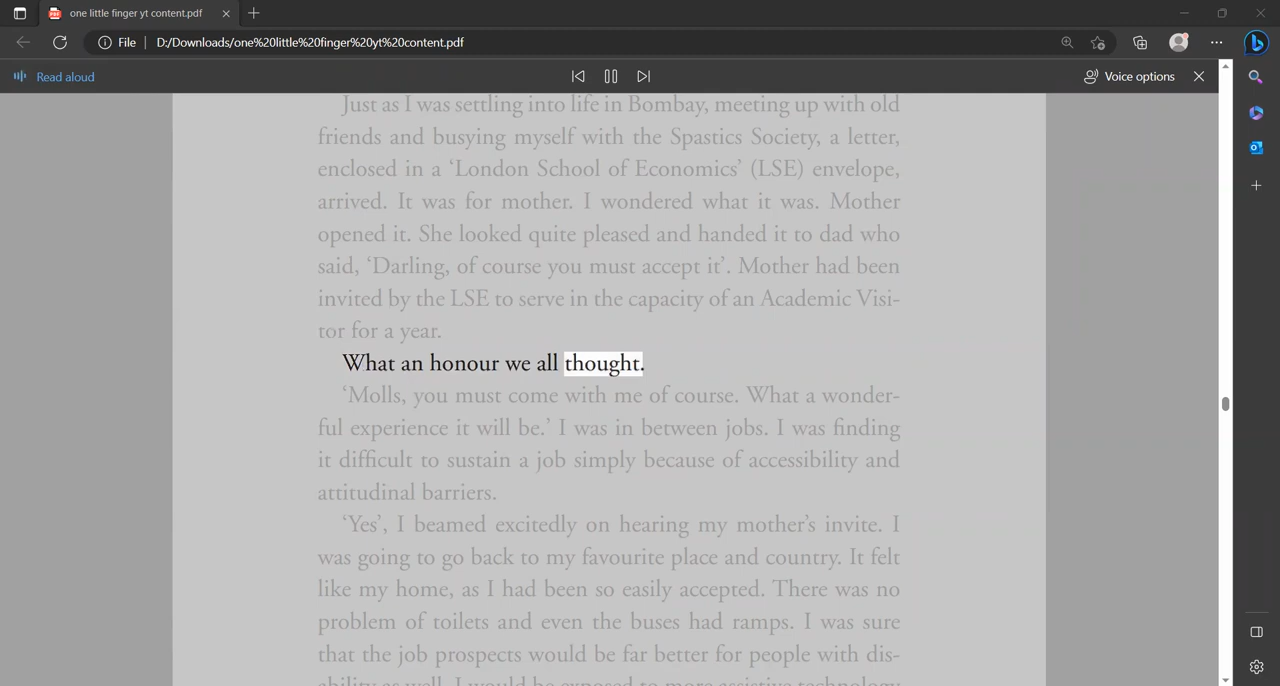 one little finger yt content.pdf
File
D:/Downloads/one%20little%20finger%20yt%20content.pdf
Read aloud
Voice options
Just as I was settling into life in Bombay, meeting up with old
friends and busying myself with the Spastics Society, a letter,
enclosed in a ‘London School of Economics’ (LSE) envelope,
arrived. It was for mother. I wondered what it was. Mother
opened it. She looked quite pleased and handed it to dad who
said, ‘Darling, of course you must accept it’. Mother had been
invited by the LSE to serve in the capacity of an Academic Visi-
tor for a year.
What an honour we all thought.
‘Molls, you must come with me of course. What a wonder-
ful experience it will be.’ I was in between jobs. I was finding
it difficult to sustain a job simply because of accessibility and
attitudinal barriers.
‘Yes’, I beamed excitedly on hearing my mother’s invite. I
was going to go back to my favourite place and country. It felt
like my home, as I had been so easily accepted. There was no
problem of toilets and even the buses had ramps. I was sure
that the job prospects would be far better for people with dis-
ability as well. I would be exposed to more assistive technology